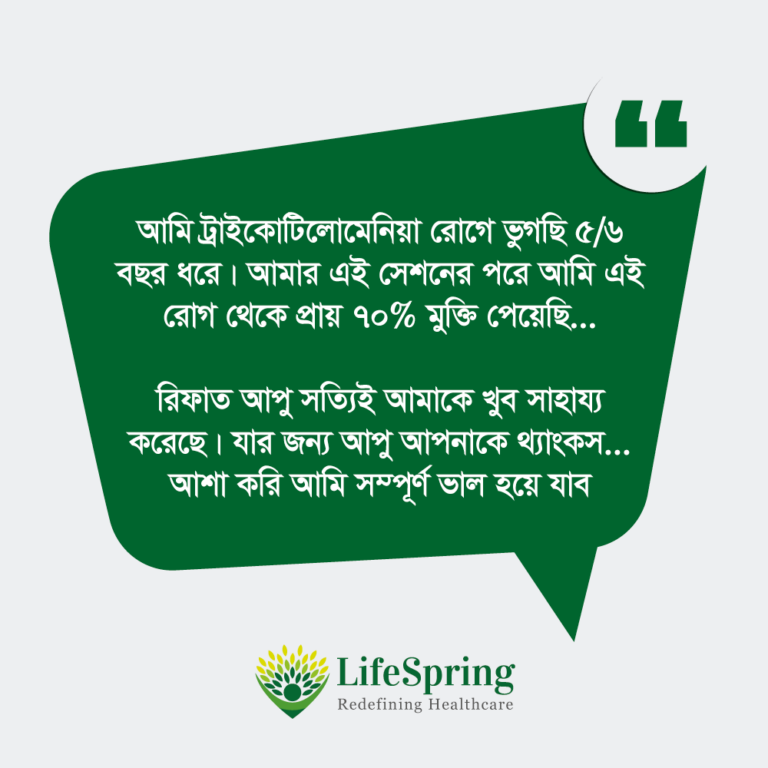 আমি ট্রাইকোটিলোমেনিয়া রোগে ভুগছি ৫/৬
বছর ধরে। আমার এই সেশনের পরে আমি এই
রোগ থেকে প্রায় ৭০% মুক্তি পেয়েছি...
রিফাত আপু সত্যিই আমাকে খুব সাহায্য
করেছে। যার জন্য আপু আপনাকে থ্যাংকস...
আশা করি আমি সম্পূর্ণ ভাল হয়ে যাব
LifeSpring
Redefining Healthcare